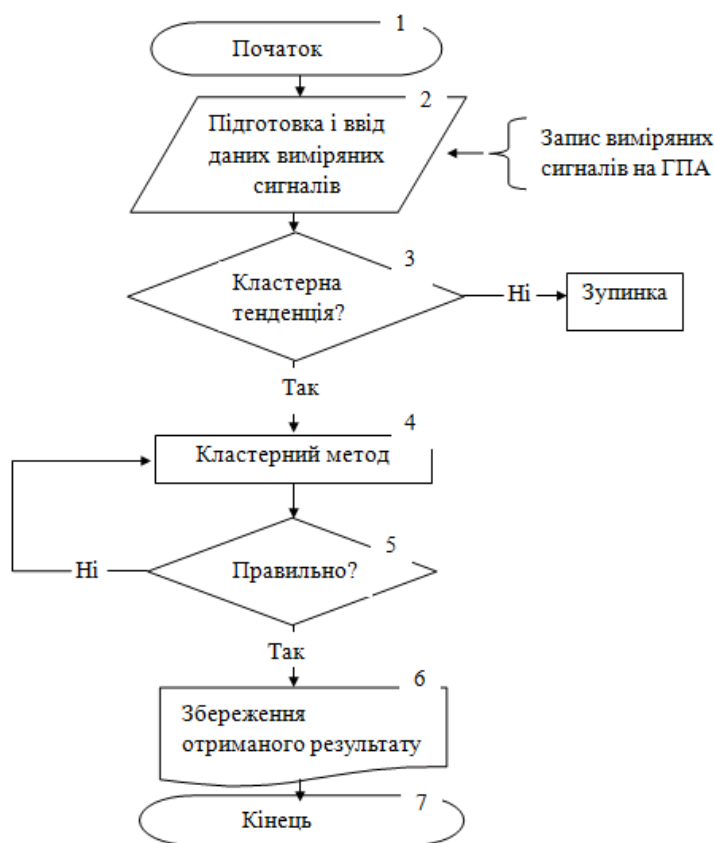 1
Початок
2
Підготовка і ввід
даних виміряних
сигналів
Запис виміряних
сигналів на ГПА
3
Кластерна
тенденція?
Ні
Зупинка
Так
4
Кластерний метод
5
Правильно?
Ні
Так
6
Збереження
отриманого результату
7
Кінець